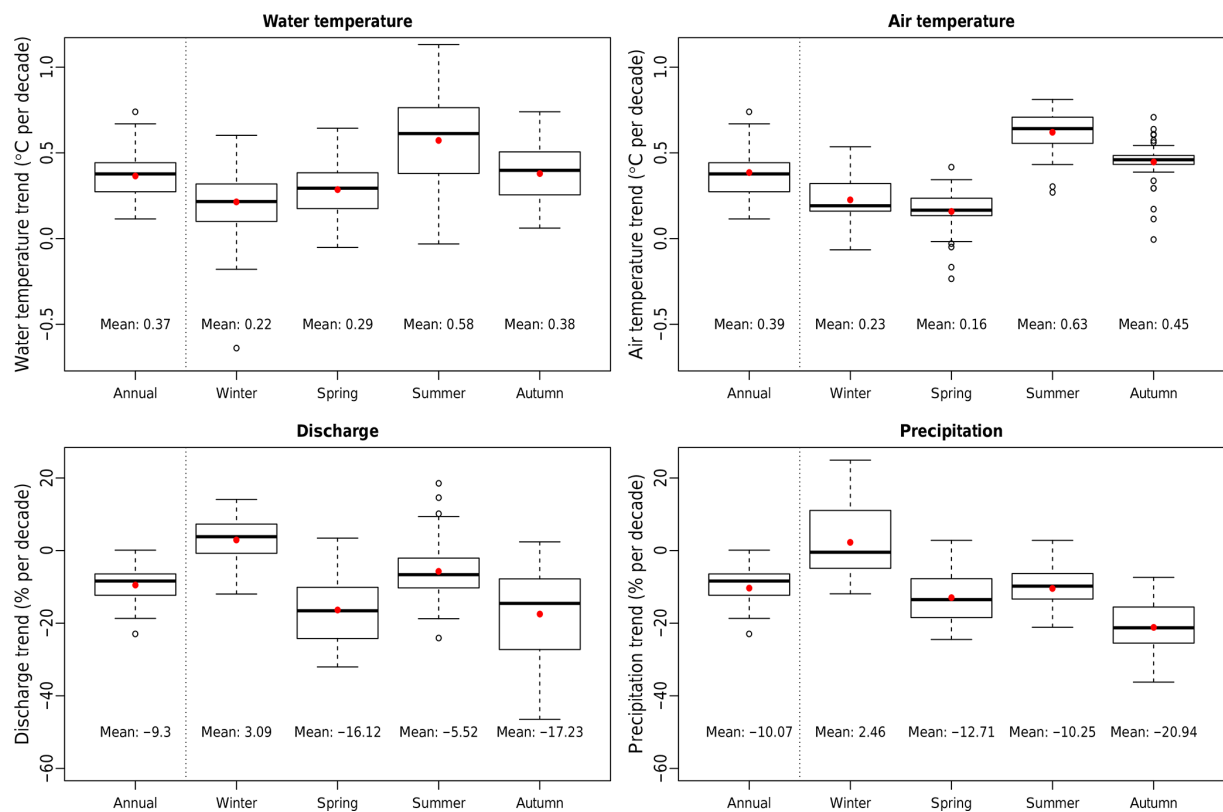 Water temperature
Water temperature trend (°C per decade)
1.0
0.5
0.0
−0.5
Mean: 0.37 Mean: 0.22 Mean: 0.29 Mean: 0.58 Mean: 0.38
Annual Winter Spring Summer Autumn
Air temperature
Air temperature trend (°C per decade)
1.0
0.5
0.0
−0.5
Mean: 0.39 Mean: 0.23 Mean: 0.16 Mean: 0.63 Mean: 0.45
Annual Winter Spring Summer Autumn
Discharge
Discharge trend (% per decade)
20
0
−20
−40
−60
Mean: −9.3 Mean: 3.09 Mean: −16.12 Mean: −5.52 Mean: −17.23
Annual Winter Spring Summer Autumn
Precipitation
Precipitation trend (% per decade)
20
0
−20
−40
−60
Mean: −10.07 Mean: 2.46 Mean: −12.71 Mean: −10.25 Mean: −20.94
Annual Winter Spring Summer Autumn